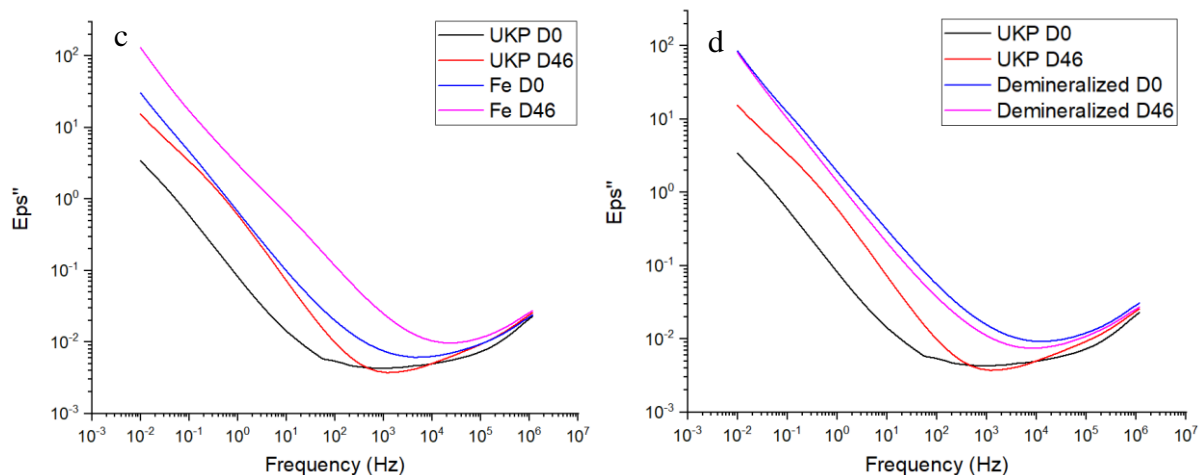 c
UKP D0
UKP D46
Fe D0
Fe D46
Eps"
10²
10¹
10⁰
10⁻¹
10⁻²
10⁻³
10⁻³ 10⁻² 10⁻¹ 10⁰ 10¹ 10² 10³ 10⁴ 10⁵ 10⁶ 10⁷
Frequency (Hz)
d
UKP D0
UKP D46
Demineralized D0
Demineralized D46
Eps"
10²
10¹
10⁰
10⁻¹
10⁻²
10⁻³
10⁻³ 10⁻² 10⁻¹ 10⁰ 10¹ 10² 10³ 10⁴ 10⁵ 10⁶ 10⁷
Frequency (Hz)